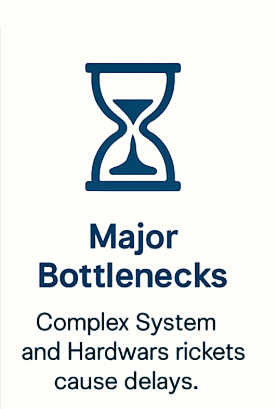 Major
Bottlenecks
Complex System
and Hardwars rickets
cause delays.